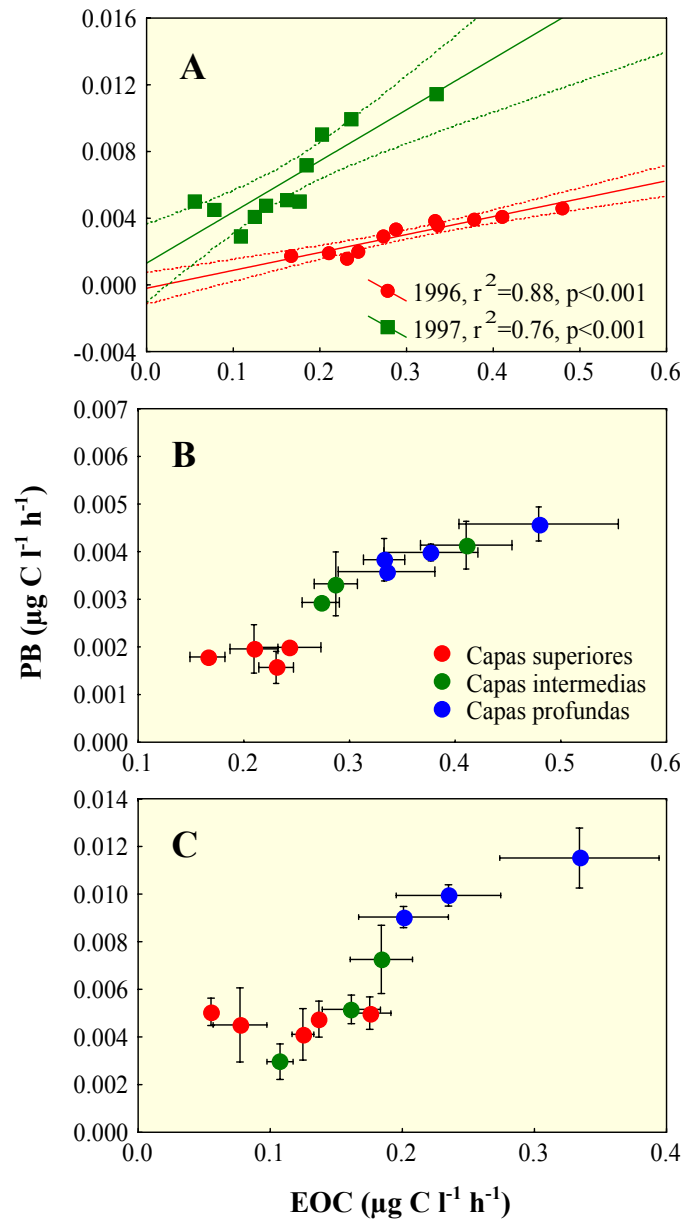 0.016
A
0.012
0.008
0.004
0.000
-0.004
1996, r²=0.88, p<0.001
1997, r²=0.76, p<0.001
0.0 0.1 0.2 0.3 0.4 0.5 0.6
PB (µg C l⁻¹ h⁻¹)
0.007
B
0.006
0.005
0.004
0.003
0.002
0.001
0.000
Capas superiores
Capas intermedias
Capas profundas
0.1 0.2 0.3 0.4 0.5 0.6
0.014
C
0.012
0.010
0.008
0.006
0.004
0.002
0.000
0.0 0.1 0.2 0.3 0.4
EOC (µg C l⁻¹ h⁻¹)